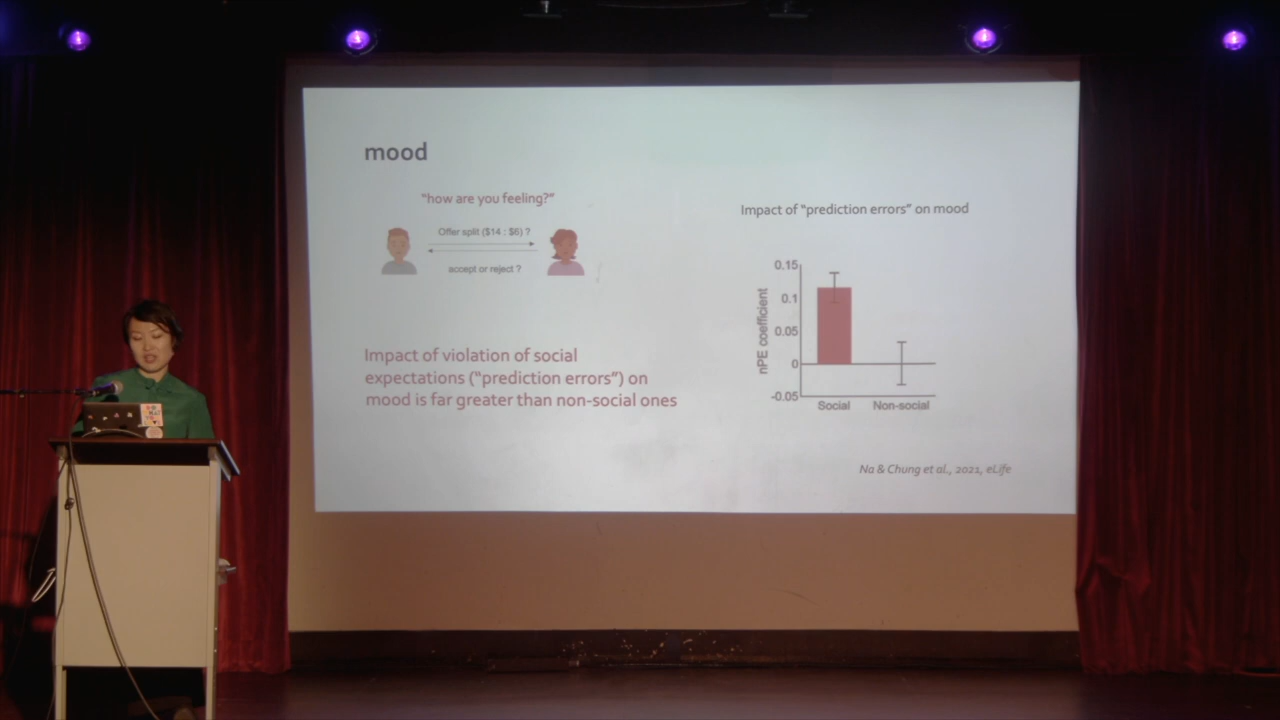 mood
“how are you feeling?”
Offer split ($14 : $6) ?
accept or reject ?
Impact of violation of social
expectations (“prediction errors”) on
mood is far greater than non-social ones
Impact of “prediction errors” on mood
nPE coefficient
0.15
0.1
0.05
0
-0.05
Social Non-social
Na & Chung et al., 2021, eLife